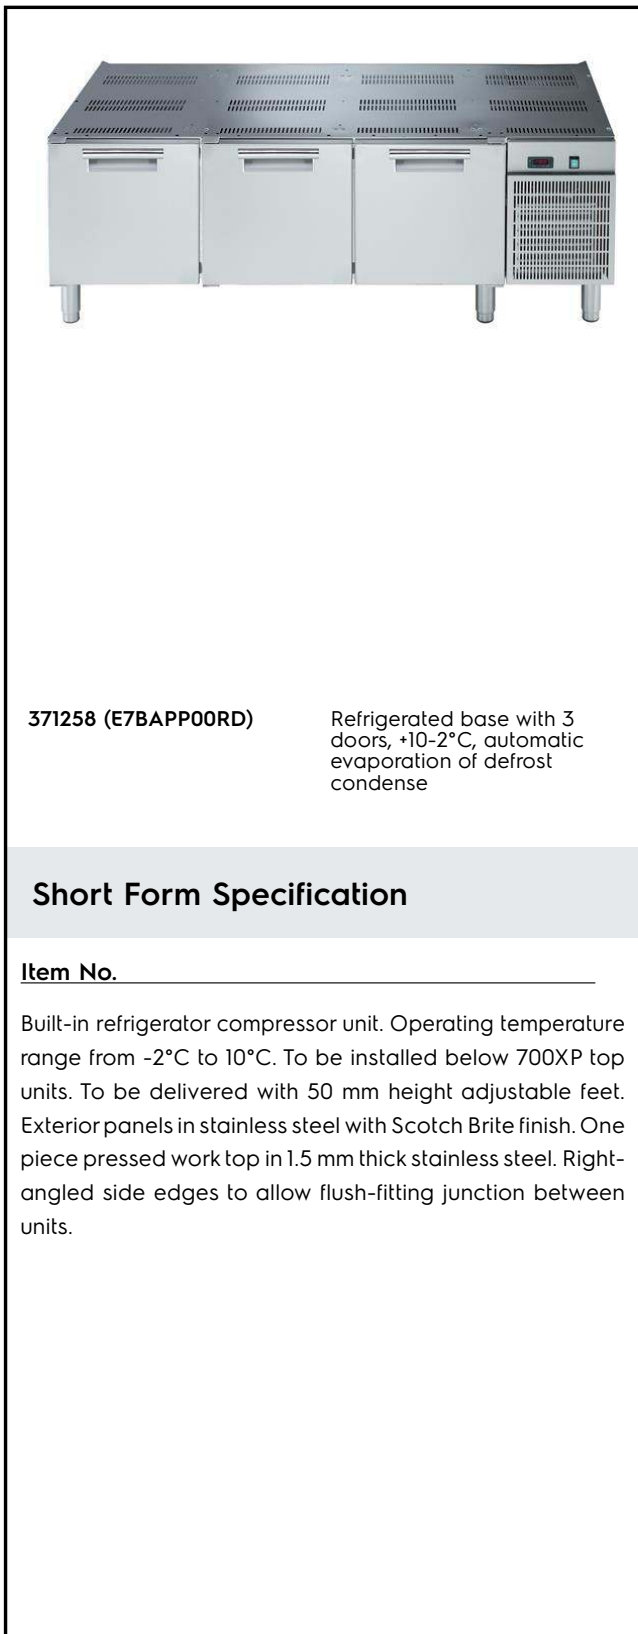 371258 (E7BAPP00RD)
Refrigerated base with 3
doors, +10-2°C, automatic
evaporation of defrost
condense
Short Form Specification
Item No.
Built-in refrigerator compressor unit. Operating temperature
range from -2°C to 10°C. To be installed below 700XP top
units. To be delivered with 50 mm height adjustable feet.
Exterior panels in stainless steel with Scotch Brite finish. One
piece pressed work top in 1.5 mm thick stainless steel. Right-
angled side edges to allow flush-fitting junction between
units.